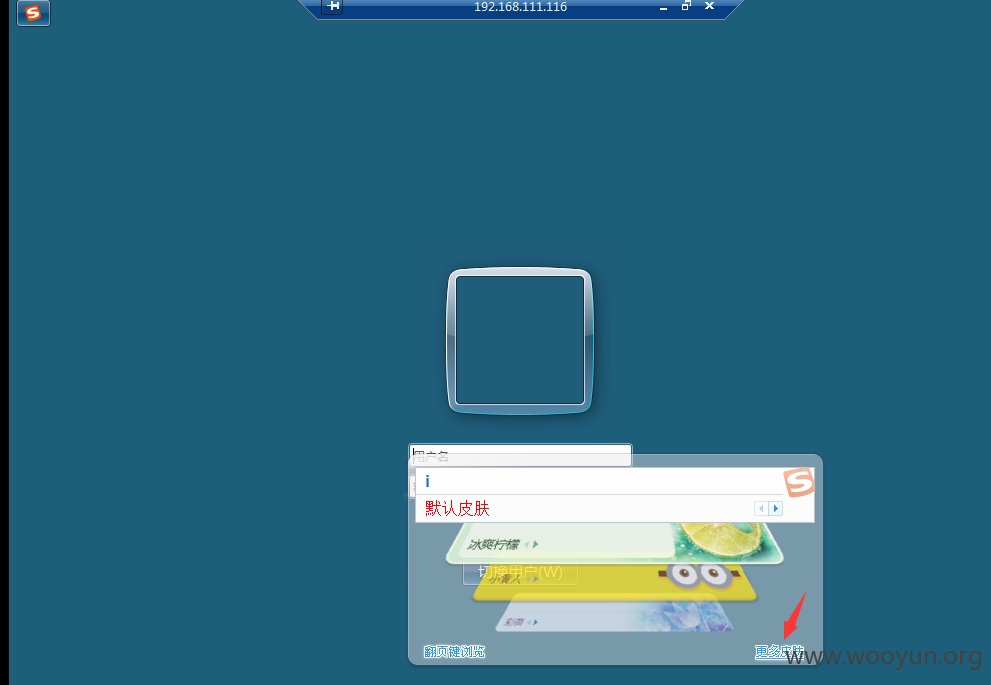 192.168.111.116
用户名
i
默认皮肤
冰爽柠檬
切换用户(W)
小黄人
彩葡
翻页键浏览
更多皮肤
www.wooyun.org